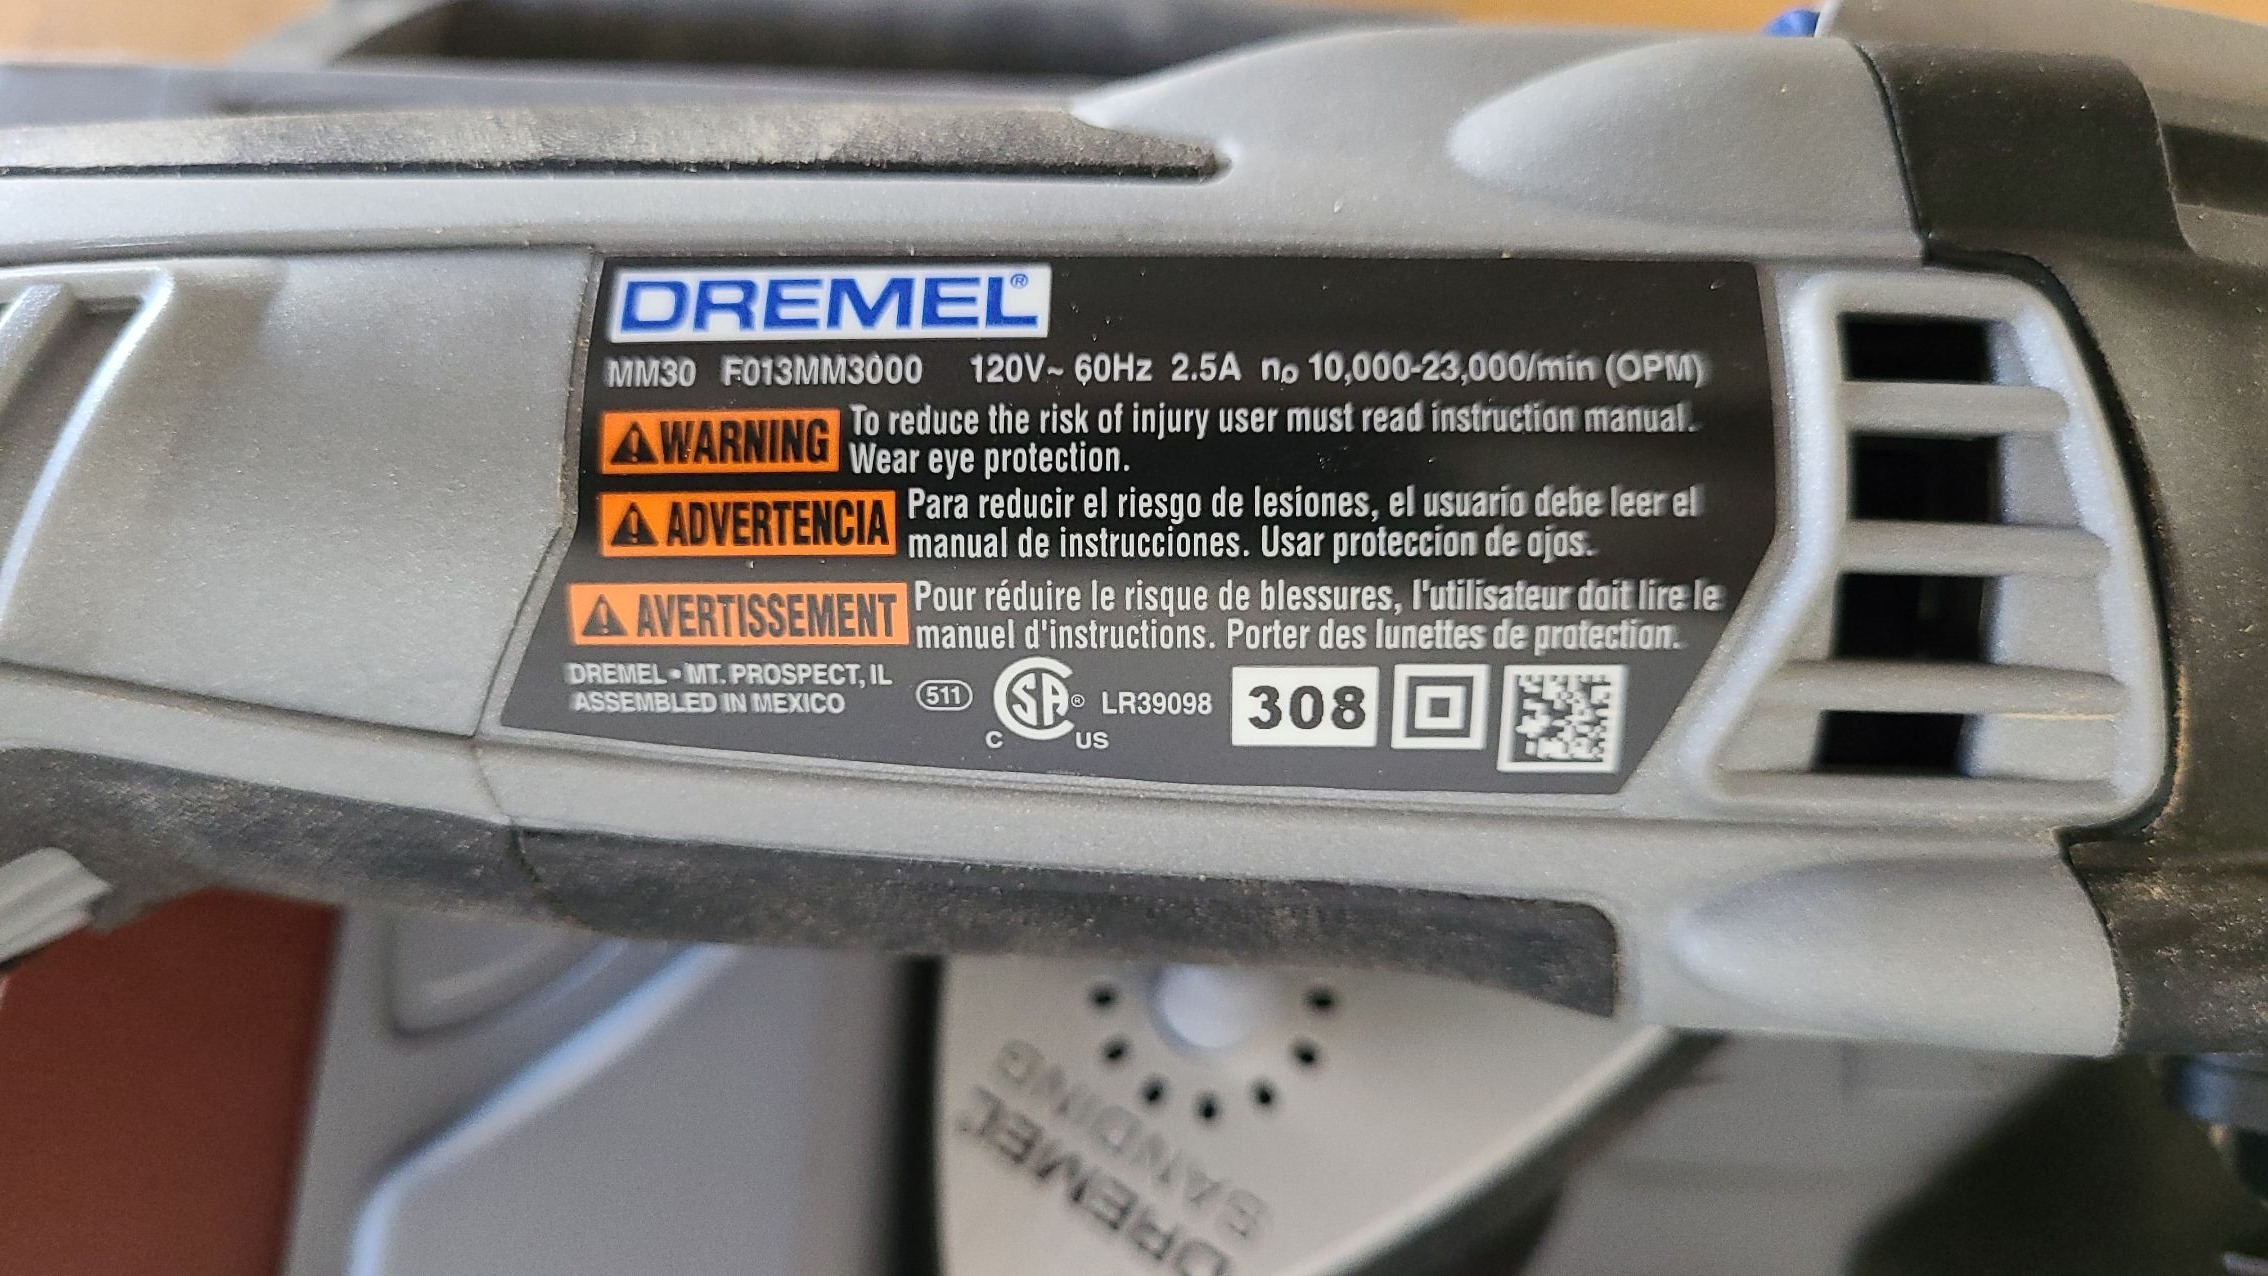 DREMEL®
MM30 F013MM3000 120V~ 60Hz 2.5A n₀ 10,000-23,000/min (OPM)
WARNING To reduce the risk of injury user must read instruction manual.
Wear eye protection.
ADVERTENCIA Para reducir el riesgo de lesiones, el usuario debe leer el
manual de instrucciones. Usar proteccion de ojos.
AVERTISSEMENT Pour réduire le risque de blessures, l'utilisateur doit lire le
manuel d'instructions. Porter des lunettes de protection.
DREMEL • MT. PROSPECT, IL
ASSEMBLED IN MEXICO
511
C SA ® US
LR39098
308
DREMEL
SANDING